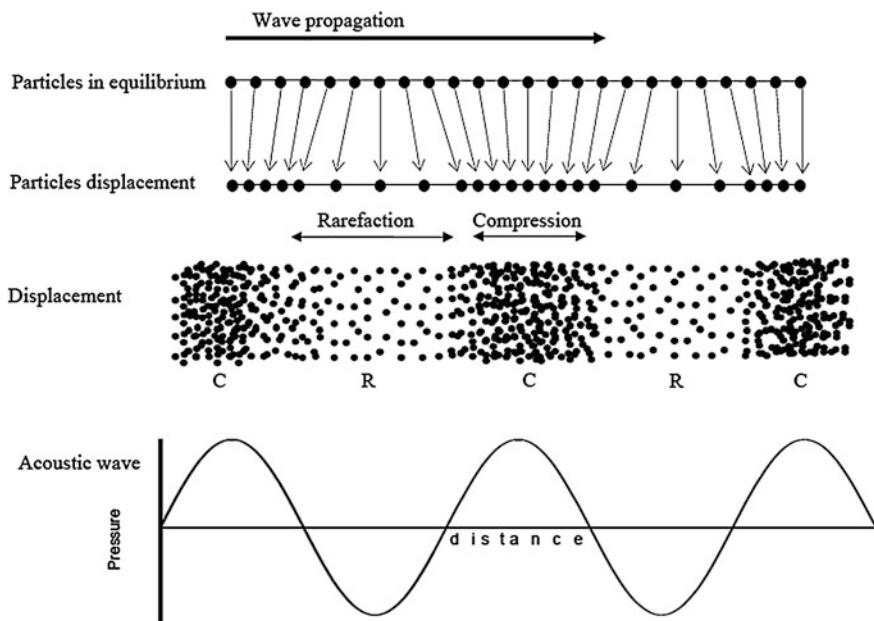 Wave propagation
Particles in equilibrium
Particles displacement
Rarefaction Compression
Displacement
C R C R C
Acoustic wave
Pressure
distance